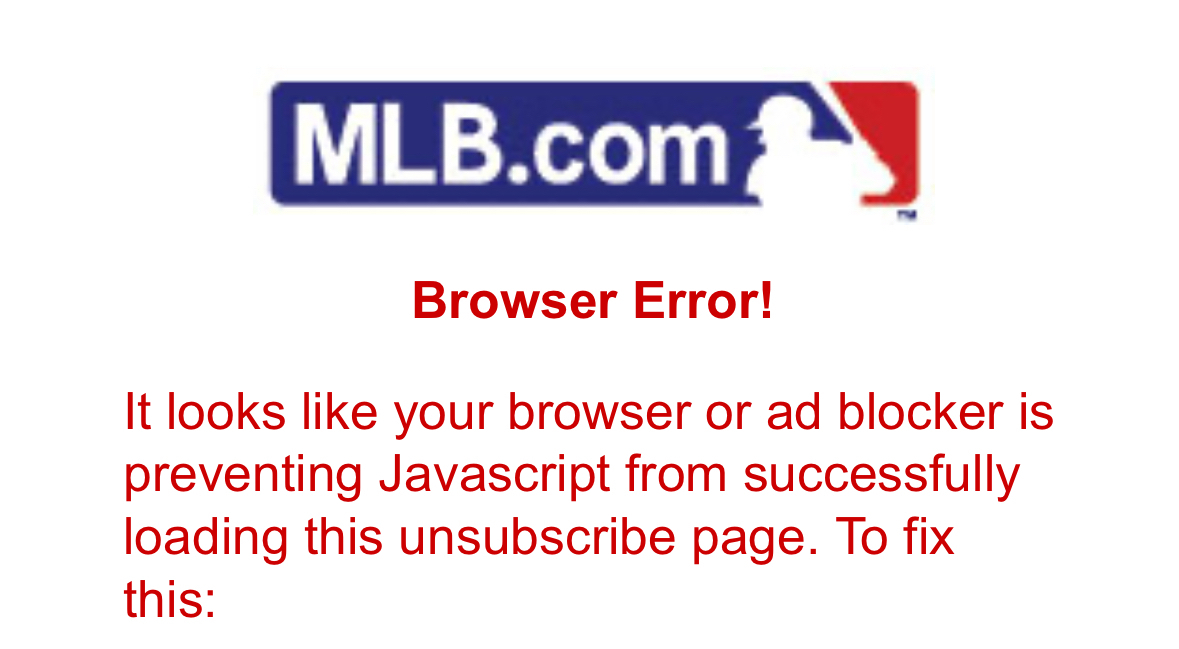 MLB.com
TM
Browser Error!
It looks like your browser or ad blocker is
preventing Javascript from successfully
loading this unsubscribe page. To fix
this: